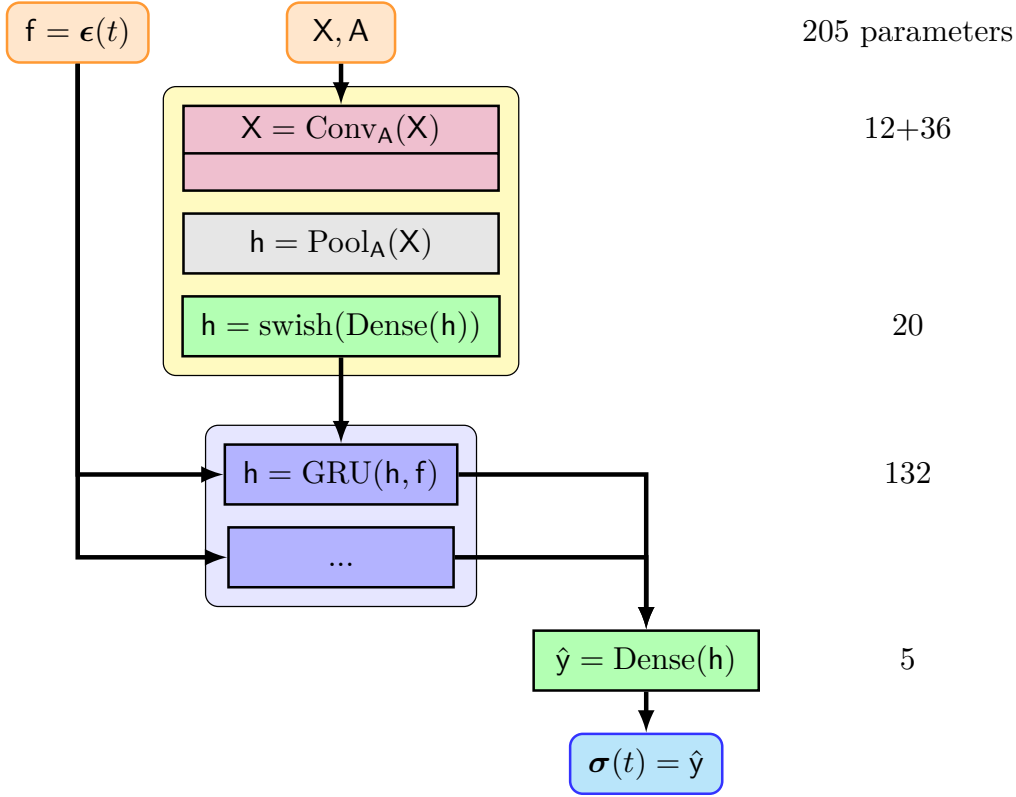 f = ϵ(t)
X, A
205 parameters
X = Conv_A(X)
12+36
h = Pool_A(X)
h = swish(Dense(h))
20
h = GRU(h, f)
132
...
ŷ = Dense(h)
5
σ(t) = ŷ